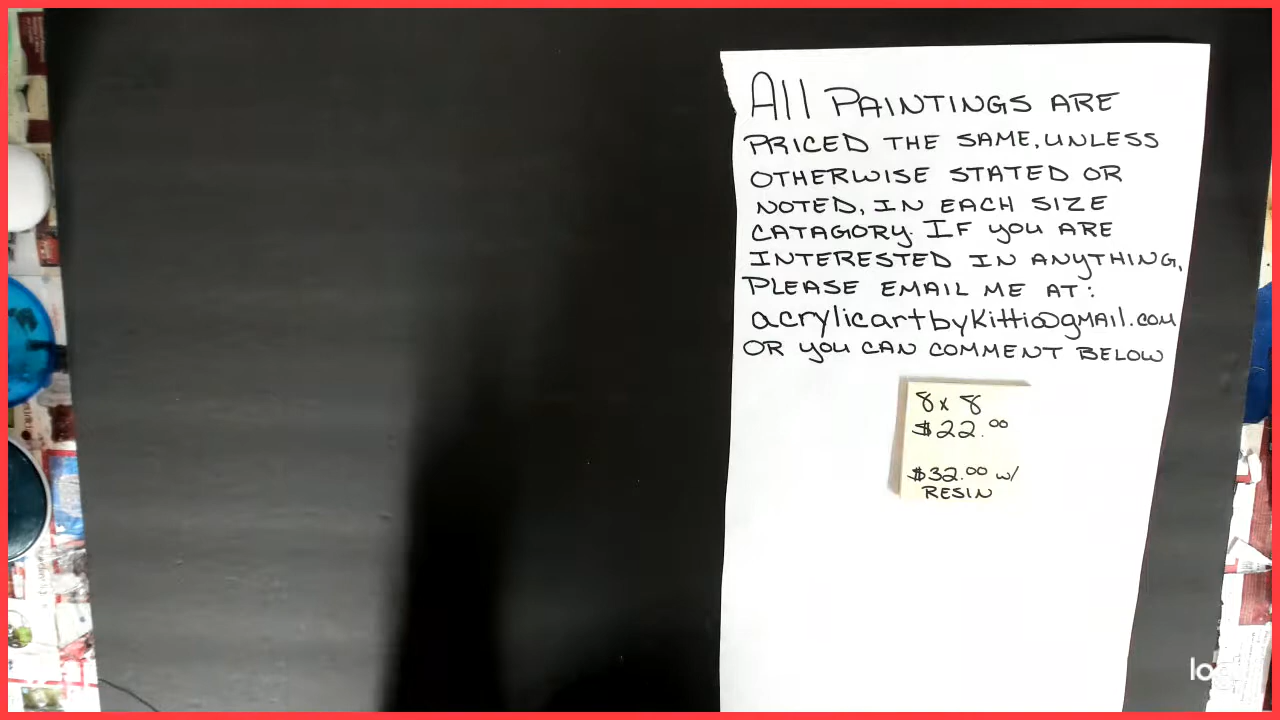 All PAINTINGS ARE
PRICED THE SAME, UNLESS
OTHERWISE STATED OR
NOTED, IN EACH SIZE
CATAGORY. IF YOU ARE
INTERESTED IN ANYTHING,
PLEASE EMAIL ME AT:
acrylicartbyKitti@gmail.com
OR YOU CAN COMMENT BELOW
8 x 8
$22.00
$32.00 w/
RESIN